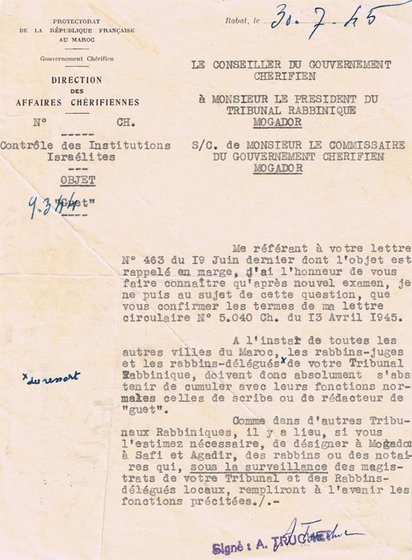 PROTECTORAT
DE LA RÉPUBLIQUE FRANÇAISE
AU MAROC
Gouvernement Chérifien
DIRECTION
DES
AFFAIRES CHÉRIFIENNES
N° CH.
Contrôle des Institutions
Israélites
OBJET
"Guet"
9.344
Rabat, le 30.7.45
LE CONSEILLER DU GOUVERNEMENT
CHERIFIEN
à MONSIEUR LE PRESIDENT DU
TRIBUNAL RABBINIQUE
MOGADOR
S/C. de MONSIEUR LE COMMISSAIRE
DU GOUVERNEMENT CHERIFIEN
MOGADOR
Me référant à votre lettre
N° 463 du I9 Juin dernier dont l'objet est
rappelé en marge, j'ai l'honneur de vous
faire connaître qu'après nouvel examen, je
ne puis au sujet de cette question, que
vous confirmer les termes de ma lettre
circulaire N° 5.040 Ch. du I3 Avril I945.
A l'instar de toutes les
autres villes du Maroc, les rabbins-juges
et les rabbins-délégués x de votre Tribunal
Rabbinique, doivent donc absolument s'abs
tenir de cumuler avec leurs fonctions nor-
males celles de scribe ou de rédacteur de
"guet".
x du ressort
Comme dans d'autres Tribu-
naux Rabbiniques, il y a lieu, si vous
l'estimez nécessaire, de désigner à Mogador
à Safi et Agadir, des rabbins ou des notai-
res qui, sous la surveillance des magis-
trats de votre Tribunal et des Rabbins-
délégués locaux, rempliront à l'avenir les
fonctions précitées./.-
Signé : A. TRUCHET